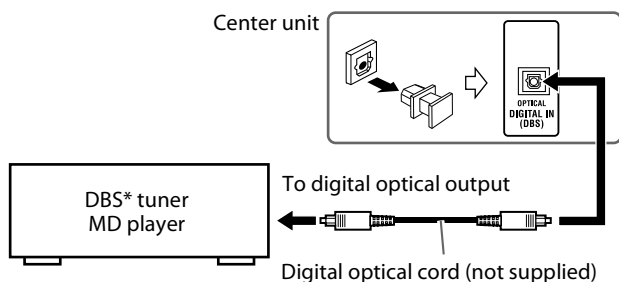 Center unit
OPTICAL
DIGITAL IN
(DBS)
DBS* tuner
MD player
To digital optical output
Digital optical cord (not supplied)